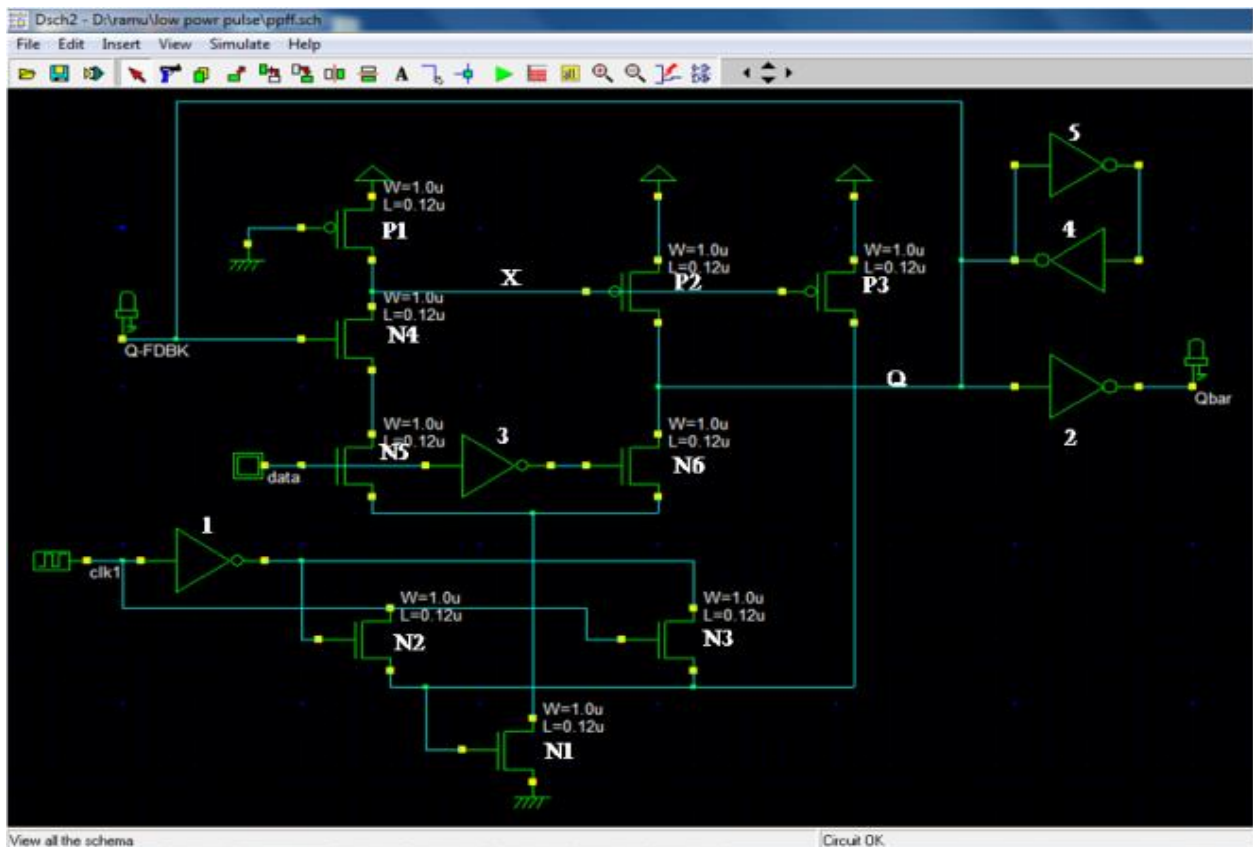 Dsch2 - D:\ramu\low powr pulse\ppff.sch
File Edit Insert View Simulate Help
A
5
W=1.0u
L=0.12u
P1
4
W=1.0u
L=0.12u
P2
W=1.0u
L=0.12u
P3
X
W=1.0u
L=0.12u
N4
Q-FDBK
Q
Qbar
2
W=1.0u
L=0.12u
N5
3
W=1.0u
L=0.12u
N6
data
1
clk1
W=1.0u
L=0.12u
N2
W=1.0u
L=0.12u
N3
W=1.0u
L=0.12u
N1
View all the schema
Circuit OK